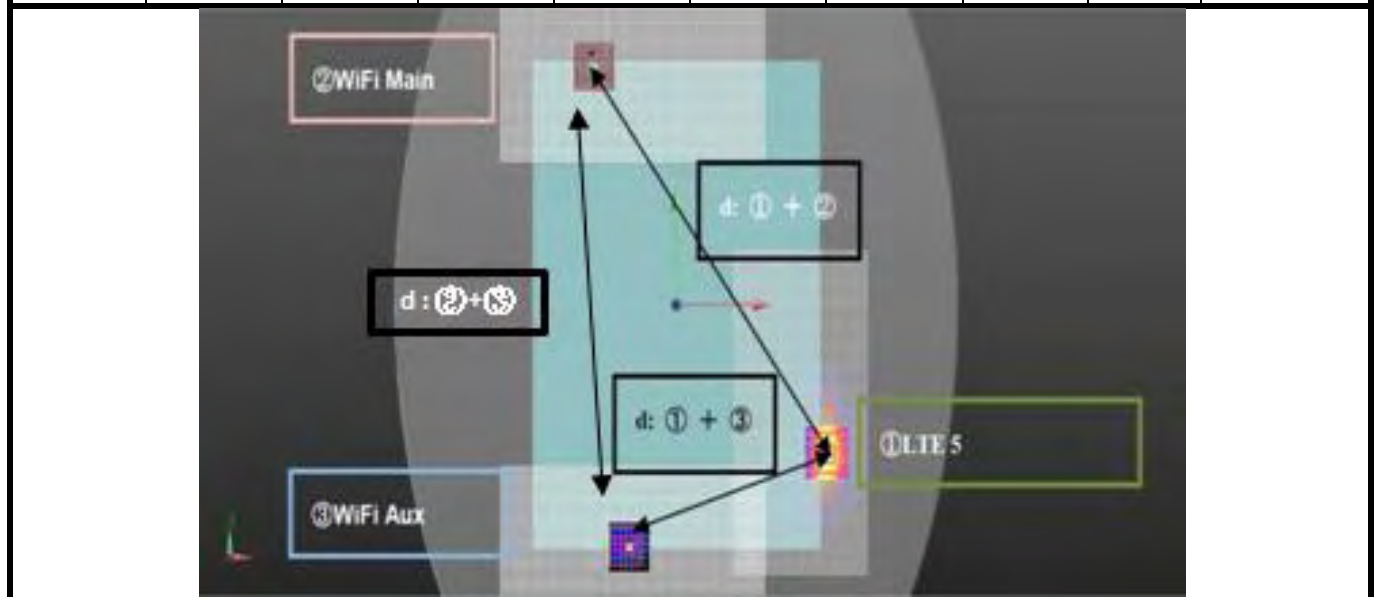 ②WiFi Main
d: ① + ②
d:(2)+(3)
d: ① + ③
①LTE 5
③WiFi Aux